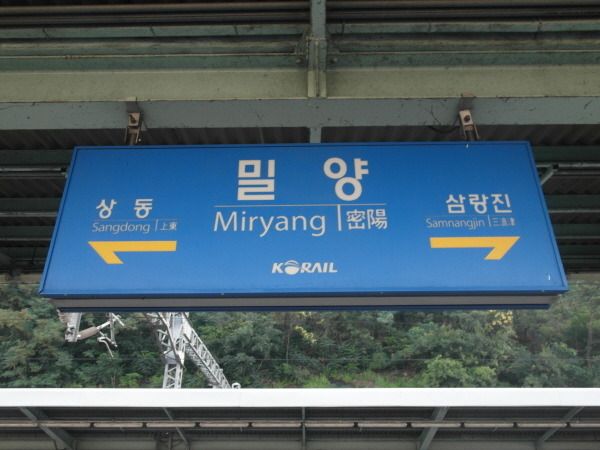 밀양
Miryang 密陽
상동
Sangdong 上東
삼랑진
Samnangjin 三浪津
KORAIL